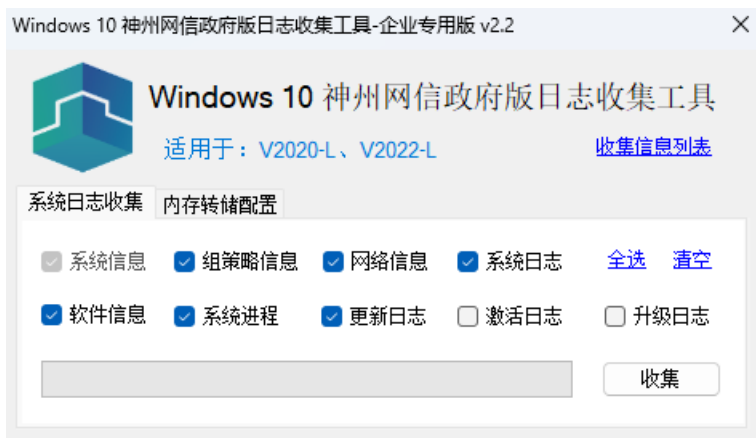 Windows 10 神州网信政府版日志收集工具-企业专用版 v2.2
Windows 10 神州网信政府版日志收集工具
适用于：V2020-L、V2022-L 收集信息列表
系统日志收集 内存转储配置
系统信息 组策略信息 网络信息 系统日志 全选 清空
软件信息 系统进程 更新日志 激活日志 升级日志
收集